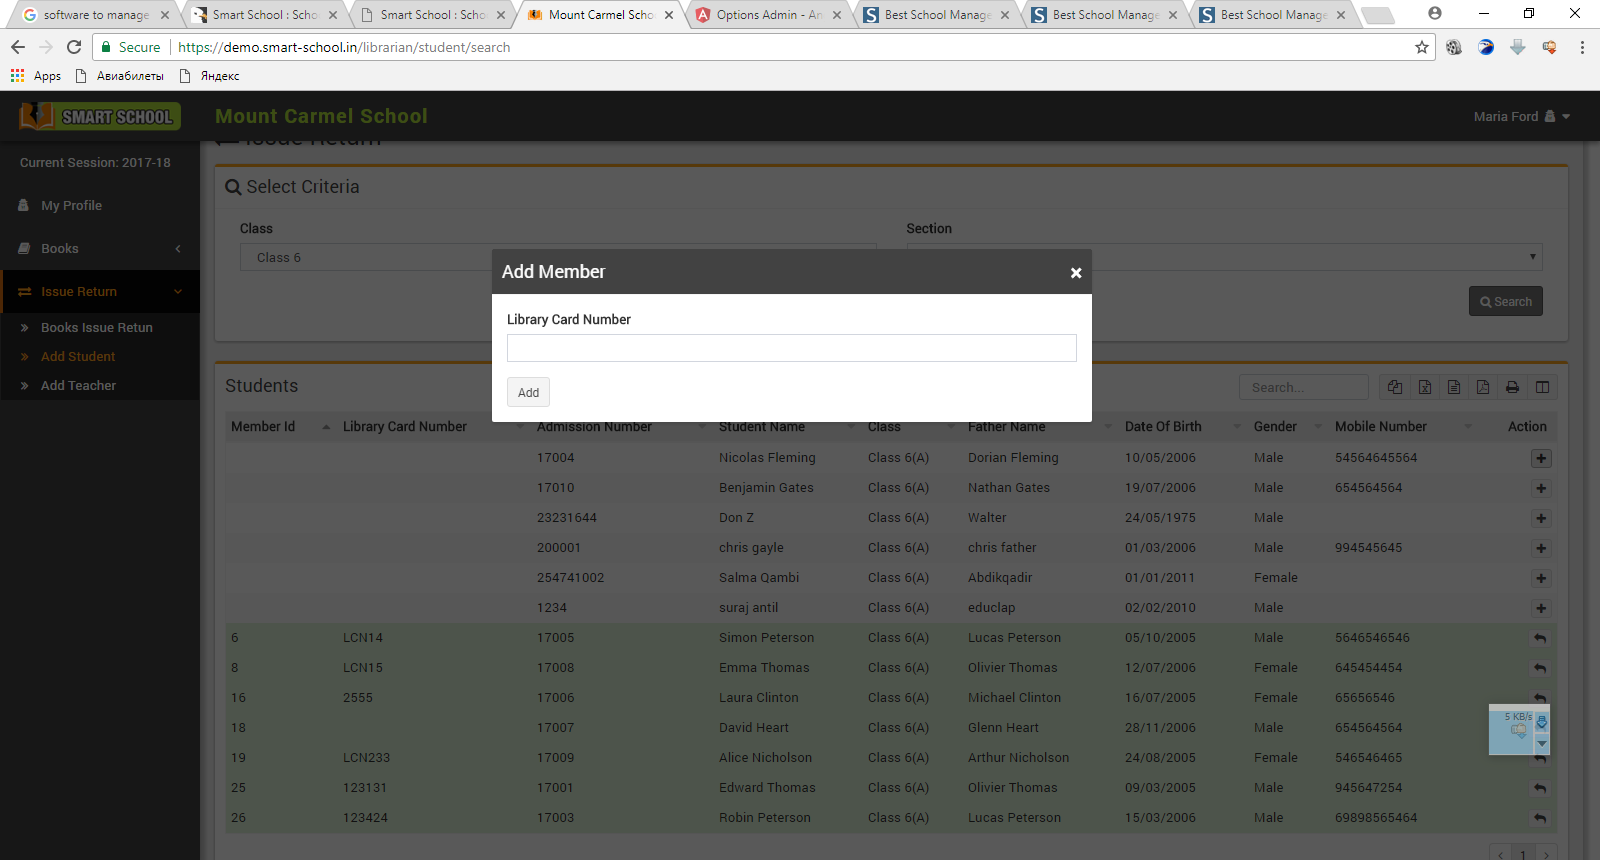 software to manage
Smart School : Scho
Smart School : Scho
Mount Carmel Scho
Options Admin - An
Best School Manage
Best School Manage
Best School Manage
Secure
https://demo.smart-school.in/librarian/student/search
Apps
Авиабилеты
Яндекс
SMART SCHOOL
Mount Carmel School
Maria Ford
Current Session: 2017-18
My Profile
Books
Issue Return
Books Issue Retun
Add Student
Add Teacher
Issue Return
Select Criteria
Class
Section
Class 6
Search
Add Member
Library Card Number
Add
Students
Search...
Member Id Library Card Number Admission Number Student Name Class Father Name Date Of Birth Gender Mobile Number Action
17004 Nicolas Fleming Class 6(A) Dorian Fleming 10/05/2006 Male 54564645564
17010 Benjamin Gates Class 6(A) Nathan Gates 19/07/2006 Male 654564564
23231644 Don Z Class 6(A) Walter 24/05/1975 Male
200001 chris gayle Class 6(A) chris father 01/03/2006 Male 994545645
254741002 Salma Qambi Class 6(A) Abdikqadir 01/01/2011 Female
1234 suraj antil Class 6(A) educlap 02/02/2010 Male
6 LCN14 17005 Simon Peterson Class 6(A) Lucas Peterson 05/10/2005 Male 5646546546
8 LCN15 17008 Emma Thomas Class 6(A) Olivier Thomas 12/07/2006 Female 645454454
16 2555 17006 Laura Clinton Class 6(A) Michael Clinton 16/07/2005 Female 65656546
18 17007 David Heart Class 6(A) Glenn Heart 28/11/2006 Male 654564564
19 LCN233 17009 Alice Nicholson Class 6(A) Arthur Nicholson 24/08/2005 Female 546546465
25 123131 17001 Edward Thomas Class 6(A) Olivier Thomas 09/03/2005 Male 945647254
26 123424 17003 Robin Peterson Class 6(A) Lucas Peterson 15/03/2006 Male 69898565464
5 KB/s
1